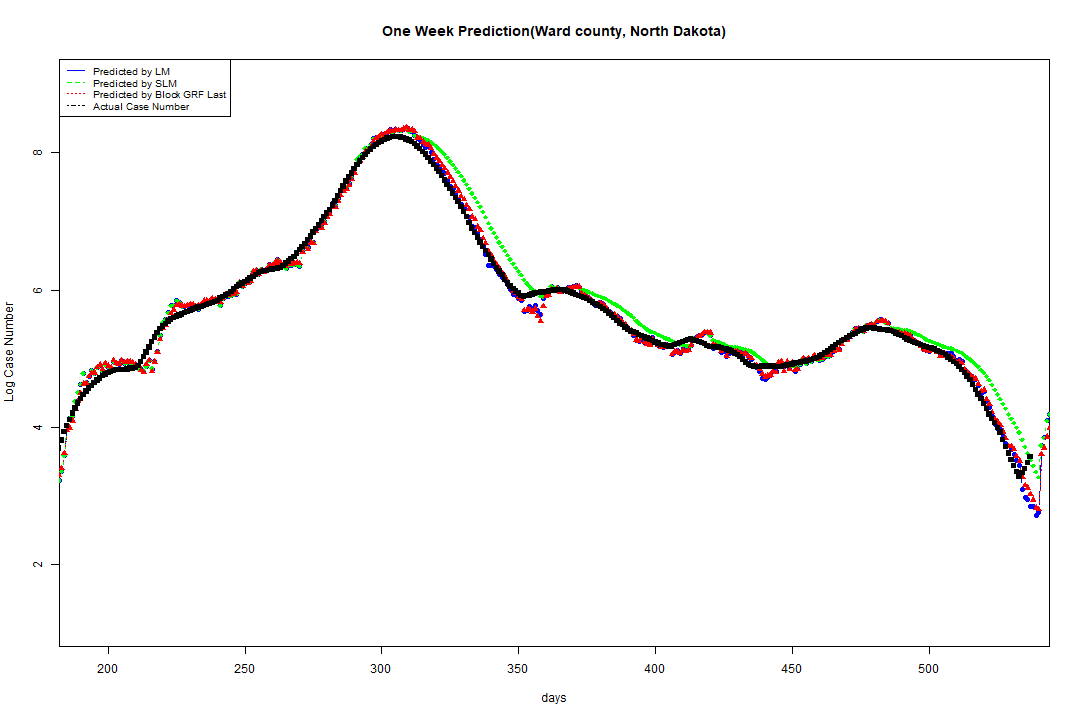 One Week Prediction(Ward county, North Dakota)
Predicted by LM
Predicted by SLM
Predicted by Block GRF Last
Actual Case Number
8
6
4
2
Log Case Number
200 250 300 350 400 450 500
days